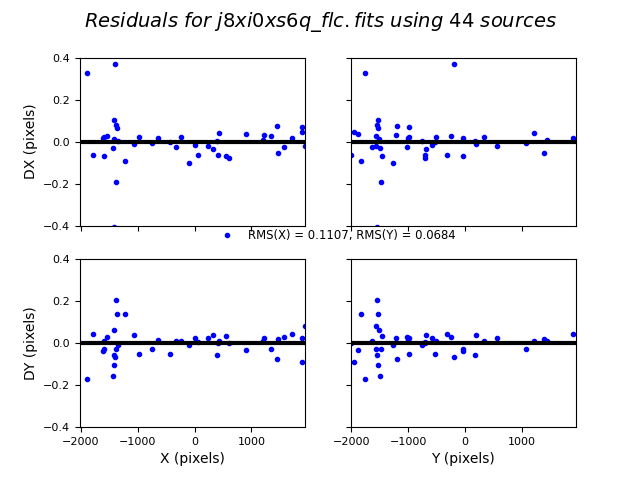 Residuals for j8xi0xs6q_flc.fits using 44 sources
0.4
0.2
0.0
−0.2
−0.4
DX (pixels)
RMS(X) = 0.1107, RMS(Y) = 0.0684
0.4
0.2
0.0
−0.2
−0.4
DY (pixels)
−2000 −1000 0 1000
−2000 −1000 0 1000
X (pixels)
Y (pixels)